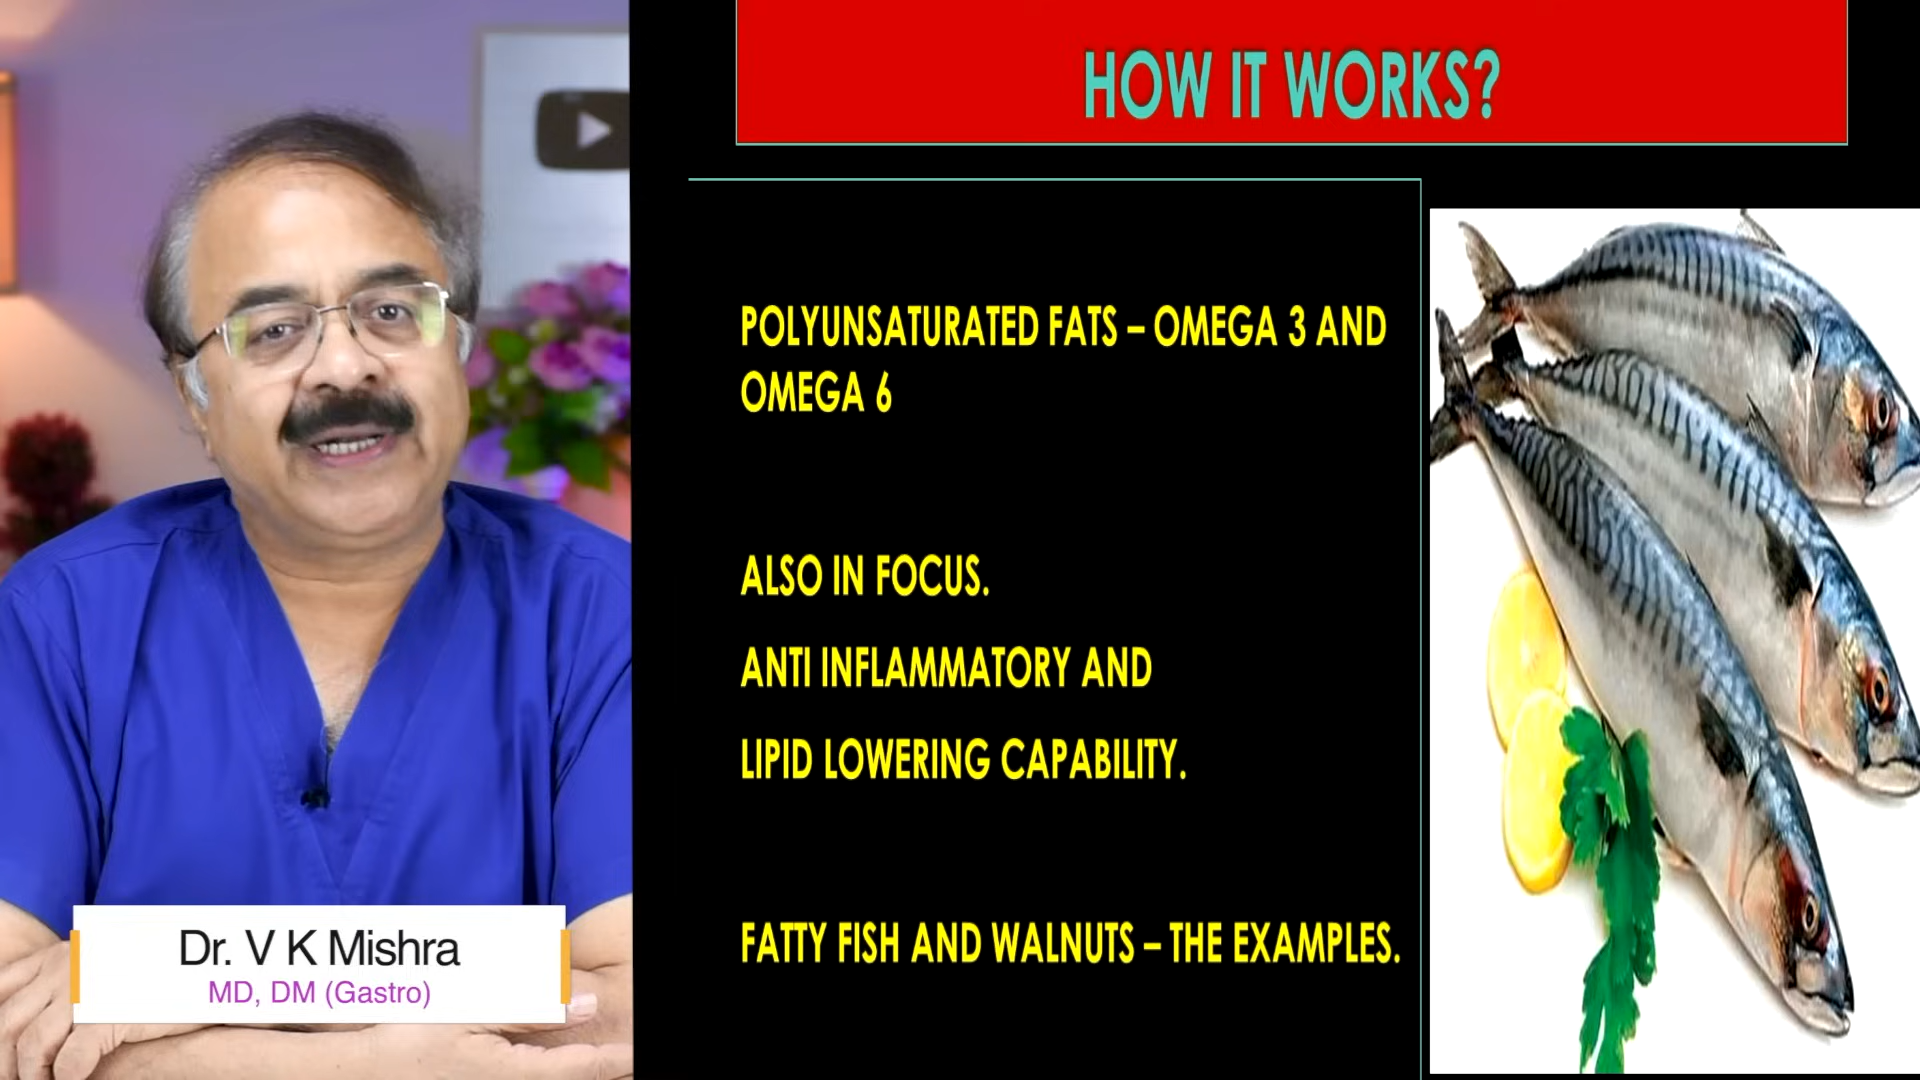 HOW IT WORKS?
POLYUNSATURATED FATS – OMEGA 3 AND
OMEGA 6
ALSO IN FOCUS.
ANTI INFLAMMATORY AND
LIPID LOWERING CAPABILITY.
FATTY FISH AND WALNUTS – THE EXAMPLES.
Dr. V K Mishra
MD, DM (Gastro)